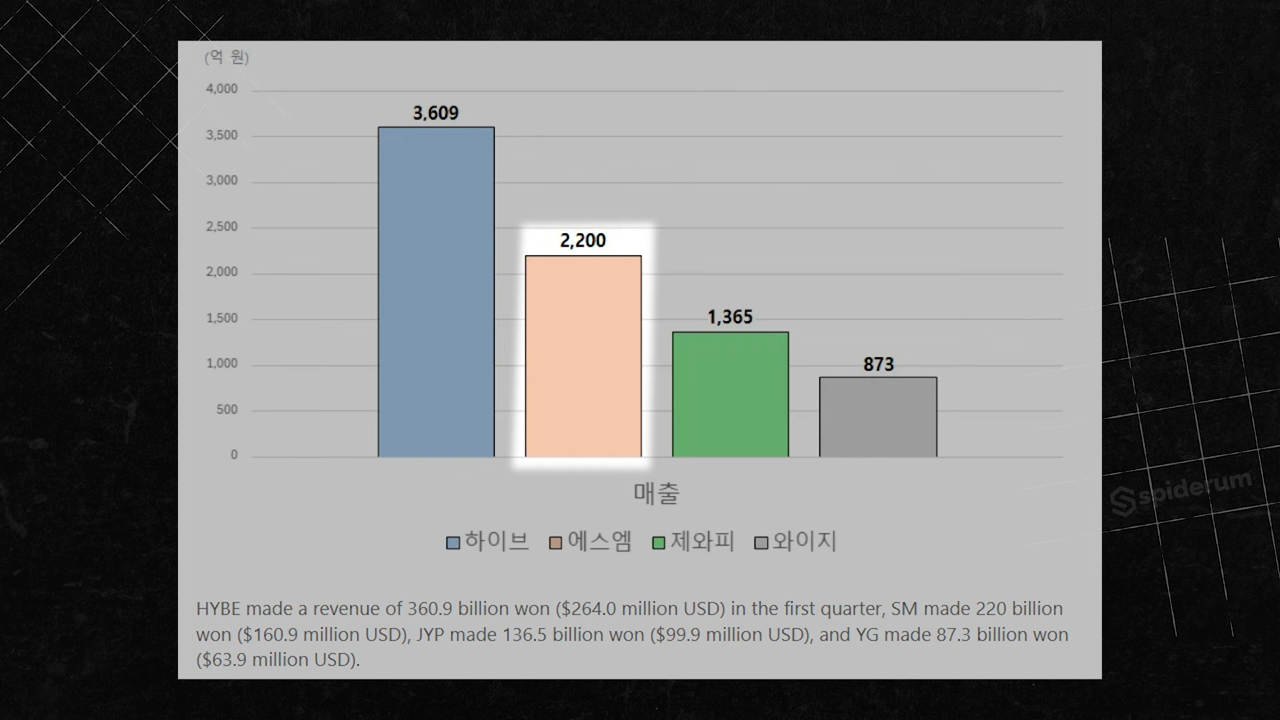 (억 원)
4,000
3,500
3,000
2,500
2,000
1,500
1,000
500
0
3,609
2,200
1,365
873
매출
하이브 에스엠 제와피 와이지
HYBE made a revenue of 360.9 billion won ($264.0 million USD) in the first quarter, SM made 220 billion
won ($160.9 million USD), JYP made 136.5 billion won ($99.9 million USD), and YG made 87.3 billion won
($63.9 million USD).
spiderum